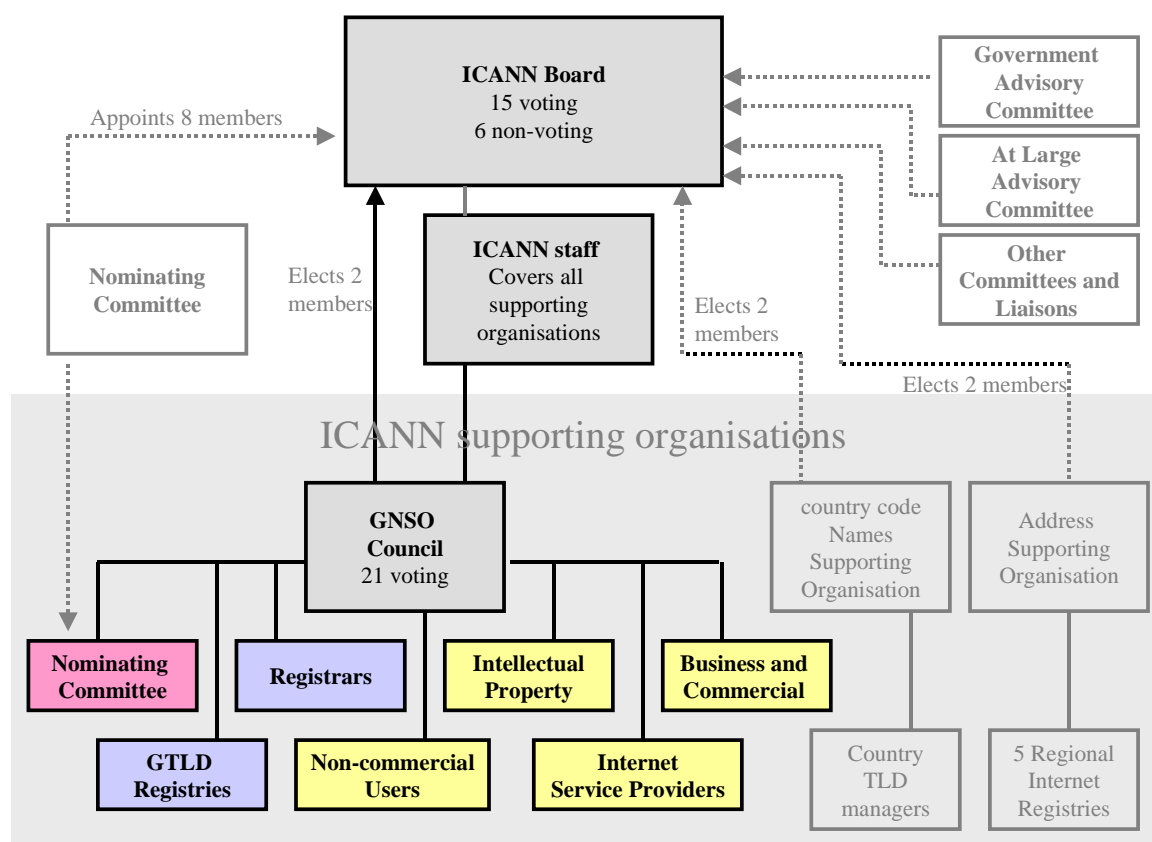 ICANN Board
15 voting
6 non-voting
Government
Advisory
Committee
Appoints 8 members
At Large
Advisory
Committee
Nominating
Committee
Elects 2
members
ICANN staff
Covers all
supporting
organisations
Elects 2
members
Other
Committees and
Liaisons
Elects 2 members
ICANN supporting organisations
GNSO
Council
21 voting
country code
Names
Supporting
Organisation
Address
Supporting
Organisation
Nominating
Committee
Registrars
Intellectual
Property
Business and
Commercial
GTLD
Registries
Non-commercial
Users
Internet
Service Providers
Country
TLD
managers
5 Regional
Internet
Registries